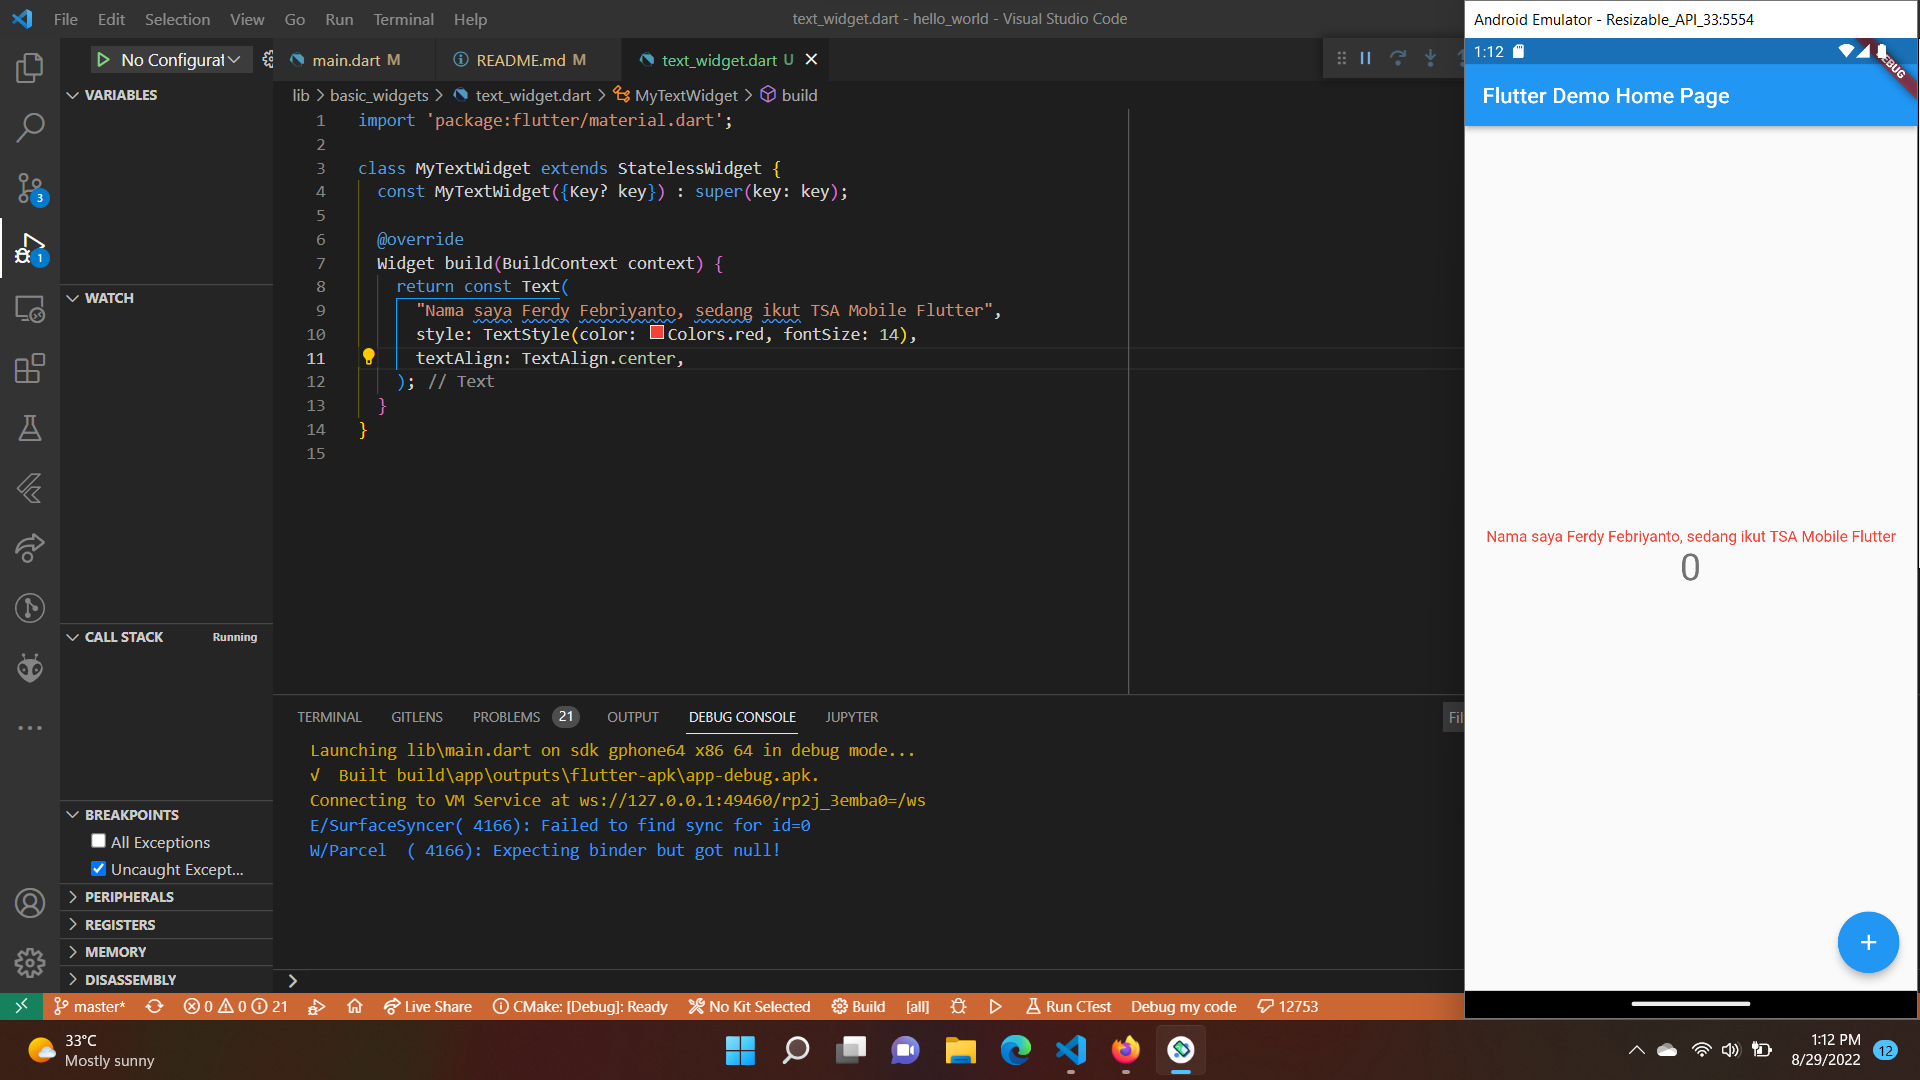 File Edit Selection View Go Run Terminal Help
text_widget.dart - hello_world - Visual Studio Code
No Configurat
main.dart M
README.md M
text_widget.dart U
lib > basic_widgets > text_widget.dart > MyTextWidget > build
VARIABLES
WATCH
CALL STACK Running
BREAKPOINTS
All Exceptions
Uncaught Except...
PERIPHERALS
REGISTERS
MEMORY
DISASSEMBLY
3
1
1 import 'package:flutter/material.dart';
2
3 class MyTextWidget extends StatelessWidget {
4 const MyTextWidget({Key? key}) : super(key: key);
5
6 @override
7 Widget build(BuildContext context) {
8 return const Text(
9 "Nama saya Ferdy Febriyanto, sedang ikut TSA Mobile Flutter",
10 style: TextStyle(color: Colors.red, fontSize: 14),
11 textAlign: TextAlign.center,
12 ); // Text
13 }
14 }
15
TERMINAL GITLENS PROBLEMS 21 OUTPUT DEBUG CONSOLE JUPYTER
Fil
Launching lib\main.dart on sdk gphone64 x86 64 in debug mode...
√ Built build\app\outputs\flutter-apk\app-debug.apk.
Connecting to VM Service at ws://127.0.0.1:49460/rp2j_3emba0=/ws
E/SurfaceSyncer( 4166): Failed to find sync for id=0
W/Parcel ( 4166): Expecting binder but got null!
>
master* 0 0 21 Live Share CMake: [Debug]: Ready No Kit Selected Build [all] Run CTest Debug my code 12753
Android Emulator - Resizable_API_33:5554
1:12
DEBUG
Flutter Demo Home Page
Nama saya Ferdy Febriyanto, sedang ikut TSA Mobile Flutter
0
+
33°C
Mostly sunny
1:12 PM
8/29/2022
12